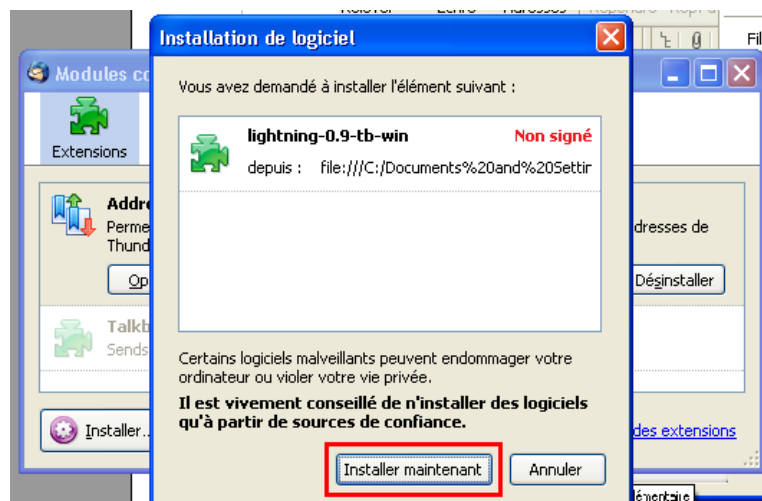 Installation de logiciel
Fil
Modules
Vous avez demandé à installer l'élément suivant :
Extensions
lightning-0.9-tb-win Non signé
depuis : file:///C:/Documents%20and%20Settir
Addre
Perme
Thund
dresses de
Op
Désinstaller
Talkb
Sends
Certains logiciels malveillants peuvent endommager votre
ordinateur ou violer votre vie privée.
Il est vivement conseillé de n'installer des logiciels
qu'à partir de sources de confiance.
Installer..
des extensions
Installer maintenant Annuler